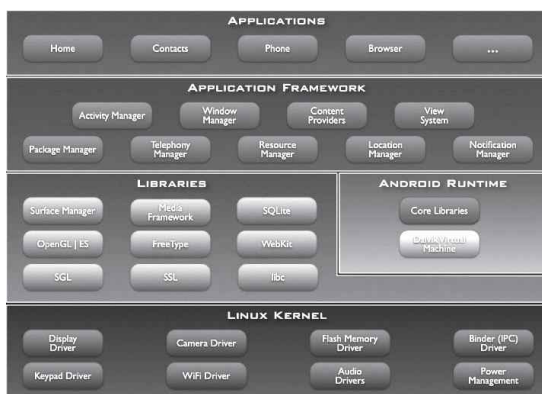 APPLICATIONS
Home
Contacts
Phone
Browser
...
APPLICATION FRAMEWORK
Activity Manager
Window
Manager
Content
Providers
View
System
Package Manager
Telephony
Manager
Resource
Manager
Location
Manager
Notification
Manager
LIBRARIES
Surface Manager
Media
Framework
SQLite
OpenGL | ES
FreeType
WebKit
SGL
SSL
libc
ANDROID RUNTIME
Core Libraries
Dalvik Virtual
Machine
LINUX KERNEL
Display
Driver
Camera Driver
Flash Memory
Driver
Binder (IPC)
Driver
Keypad Driver
WiFi Driver
Audio
Drivers
Power
Management